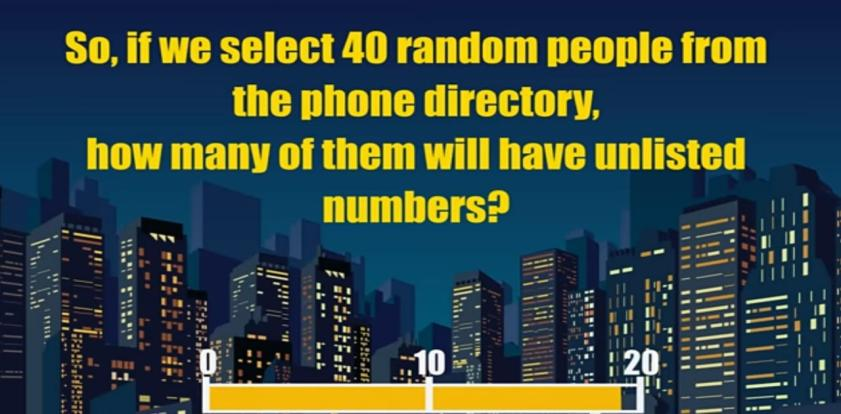 So, if we select 40 random people from
the phone directory,
how many of them will have unlisted
numbers?
0 10 20